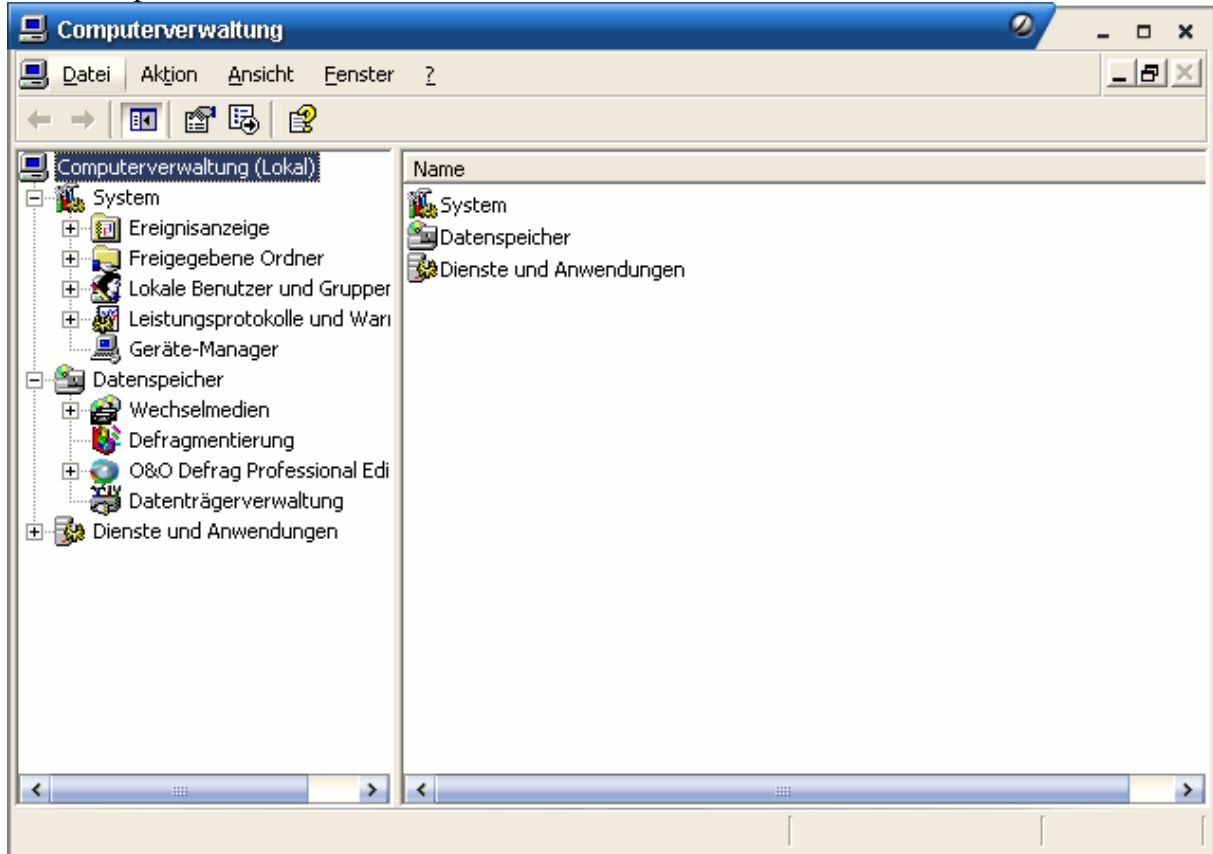 Computerverwaltung
Datei Aktion Ansicht Fenster ?
Computerverwaltung (Lokal)
System
Ereignisanzeige
Freigegebene Ordner
Lokale Benutzer und Gruppen
Leistungsprotokolle und Warn
Geräte-Manager
Datenspeicher
Wechselmedien
Defragmentierung
O&O Defrag Professional Edi
Datenträgerverwaltung
Dienste und Anwendungen
Name
System
Datenspeicher
Dienste und Anwendungen